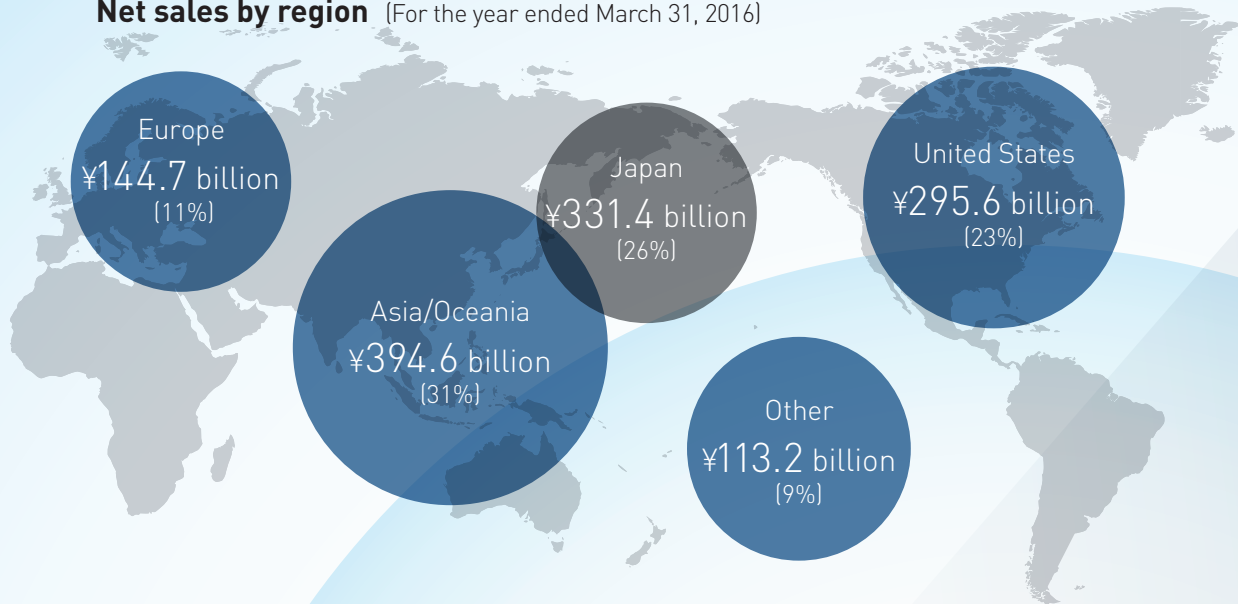 Net sales by region (For the year ended March 31, 2016)
Europe
¥144.7 billion
(11%)
Japan
¥331.4 billion
(26%)
United States
¥295.6 billion
(23%)
Asia/Oceania
¥394.6 billion
(31%)
Other
¥113.2 billion
(9%)